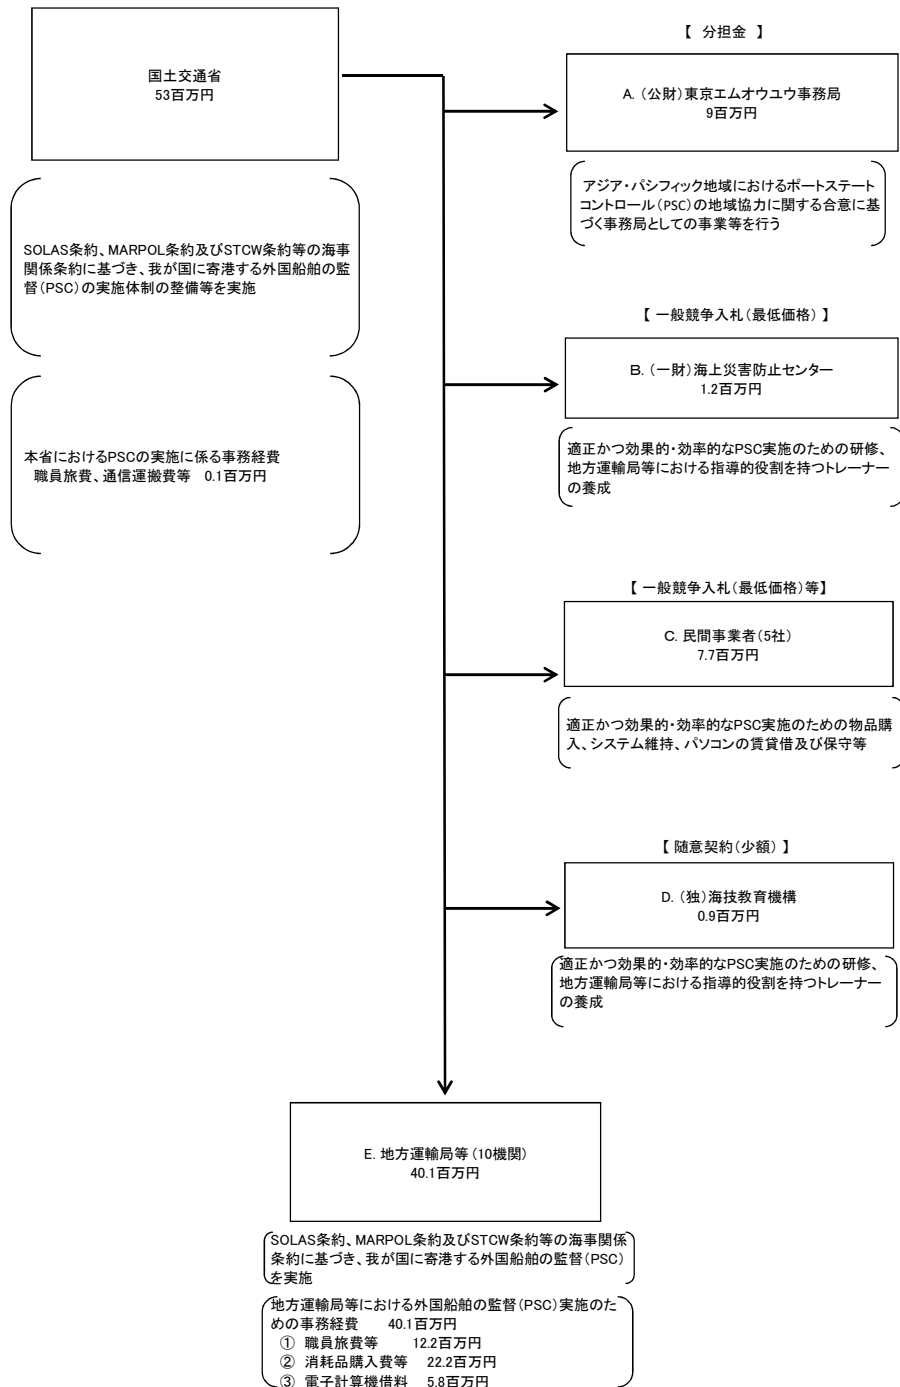 国土交通省
53百万円
SOLAS条約、MARPOL条約及びSTCW条約等の海事
関係条約に基づき、我が国に寄港する外国船舶の監
督(PSC)の実施体制の整備等を実施
本省におけるPSCの実施に係る事務経費
職員旅費、通信運搬費等　0.1百万円
【　分担金　】
A. (公財)東京エムオウユウ事務局
9百万円
アジア・パシフィック地域におけるポートステート
コントロール(PSC)の地域協力に関する合意に基
づく事務局としての事業等を行う
【 一般競争入札(最低価格) 】
B. (一財)海上災害防止センター
1.2百万円
適正かつ効果的・効率的なPSC実施のための研修、
地方運輸局等における指導的役割を持つトレーナー
の養成
【 一般競争入札(最低価格)等】
C. 民間事業者(5社)
7.7百万円
適正かつ効果的・効率的なPSC実施のための物品購
入、システム維持、パソコンの賃貸借及び保守等
【 随意契約(少額) 】
D. (独)海技教育機構
0.9百万円
適正かつ効果的・効率的なPSC実施のための研修、
地方運輸局等における指導的役割を持つトレーナー
の養成
E. 地方運輸局等(10機関)
40.1百万円
SOLAS条約、MARPOL条約及びSTCW条約等の海事関係
条約に基づき、我が国に寄港する外国船舶の監督(PSC)
を実施
地方運輸局等における外国船舶の監督(PSC)実施のた
めの事務経費　　40.1百万円
①　職員旅費等　　12.2百万円
②　消耗品購入費等　22.2百万円
③　電子計算機借料　5.8百万円